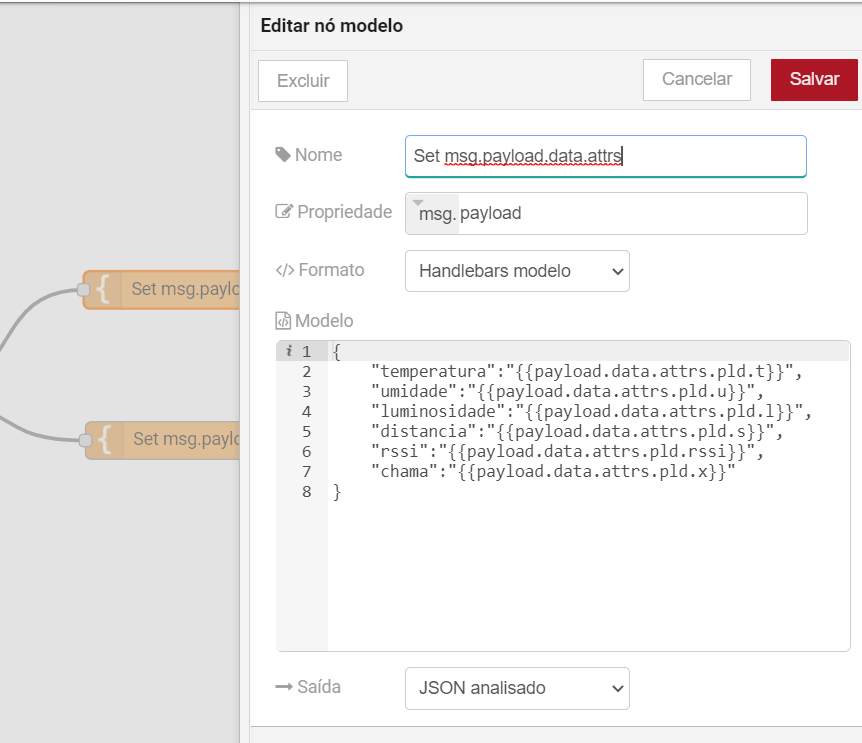 Editar nó modelo
Excluir
Cancelar
Salvar
Nome
Set msg.payload.data.attrs
Propriedade
msg. payload
</> Formato
Handlebars modelo
Modelo
Set msg.paylo
Set msg.paylo
i 1 {
2 "temperatura":"{{payload.data.attrs.pld.t}}",
3 "umidade":"{{payload.data.attrs.pld.u}}",
4 "luminosidade":"{{payload.data.attrs.pld.l}}",
5 "distancia":"{{payload.data.attrs.pld.s}}",
6 "rssi":"{{payload.data.attrs.pld.rssi}}",
7 "chama":"{{payload.data.attrs.pld.x}}"
8 }
Saída
JSON analisado